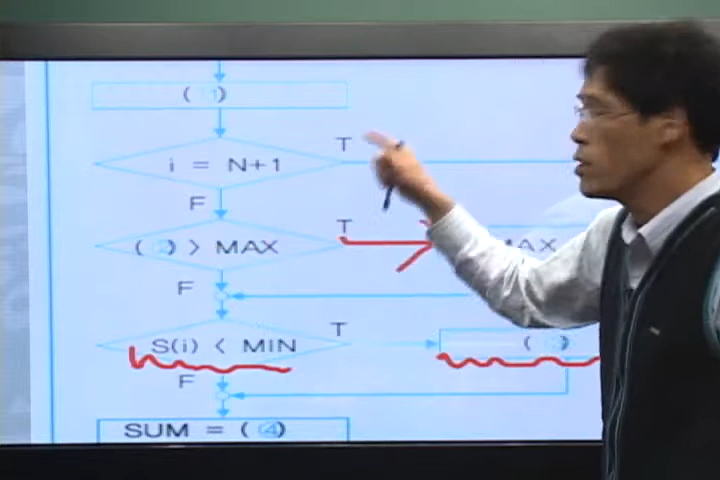 ( 1 )
i = N+1
T
F
( 2 ) > MAX
T
MAX
F
S(i) < MIN
T
( 3 )
F
SUM = ( 4 )